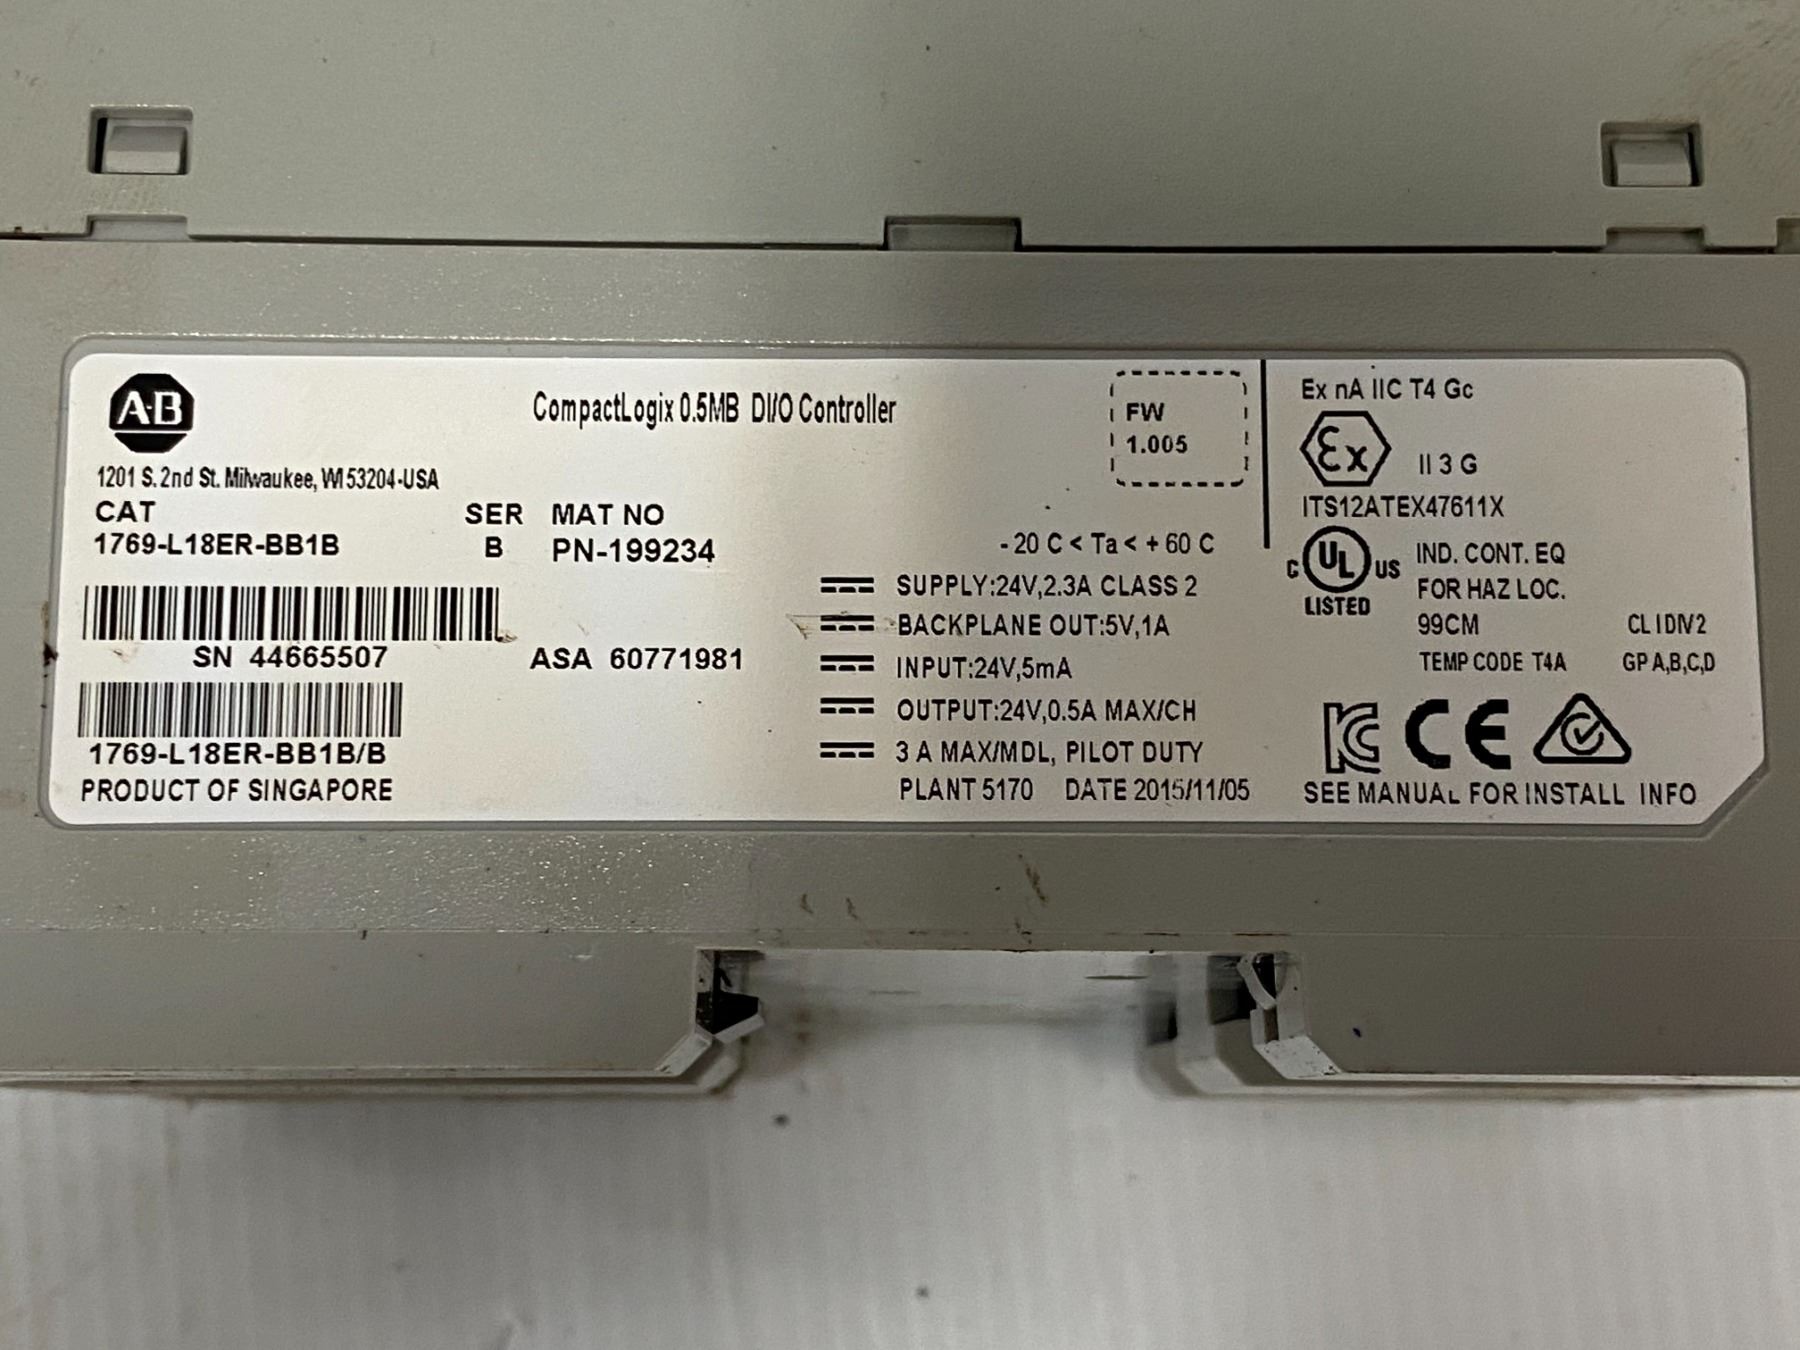 A-B
CompactLogix 0.5MB DI/O Controller
FW
1.005
1201 S. 2nd St. Milwaukee, WI 53204-USA
CAT
1769-L18ER-BB1B
SER
B
MAT NO
PN-199234
SN 44665507
ASA 60771981
1769-L18ER-BB1B/B
PRODUCT OF SINGAPORE
- 20 C < Ta < + 60 C
SUPPLY:24V,2.3A CLASS 2
BACKPLANE OUT:5V,1A
INPUT:24V,5mA
OUTPUT:24V,0.5A MAX/CH
3 A MAX/MDL, PILOT DUTY
PLANT 5170 DATE 2015/11/05
Ex nA IIC T4 Gc
Ex II 3 G
ITS12ATEX47611X
C UL US
LISTED
IND. CONT. EQ
FOR HAZ LOC.
99CM CL I DIV 2
TEMP CODE T4A GP A,B,C,D
KC CE
SEE MANUAL FOR INSTALL INFO